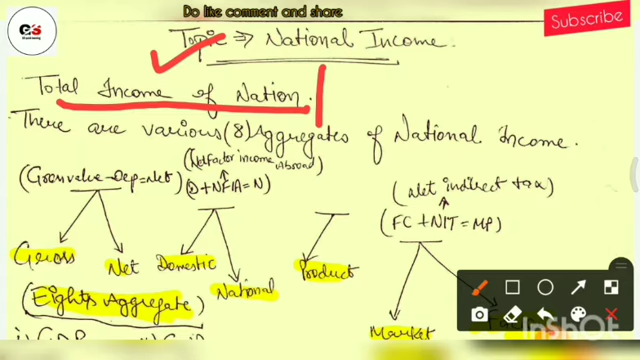 Do like comment and share
Subscribe
Topic ⇒ National Income.
Total Income of Nation.
There are various (8) Aggregates of National Income.
(Net factor income Abroad)
(Gross value - Dep = Net) (D + NFIA = N)
(Net indirect tax)
(FC + NIT = MP)
Gross Net Domestic National Product
Market
(Eights Aggregate)
InShOt